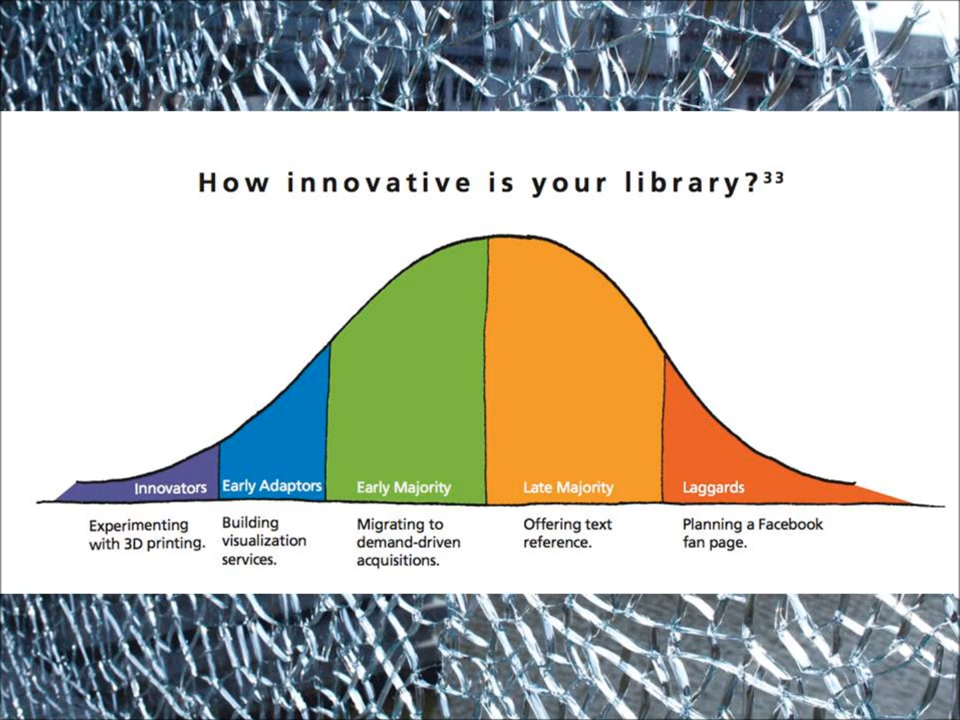 How innovative is your library?³³
Innovators
Early Adaptors
Early Majority
Late Majority
Laggards
Experimenting
with 3D printing.
Building
visualization
services.
Migrating to
demand-driven
acquisitions.
Offering text
reference.
Planning a Facebook
fan page.